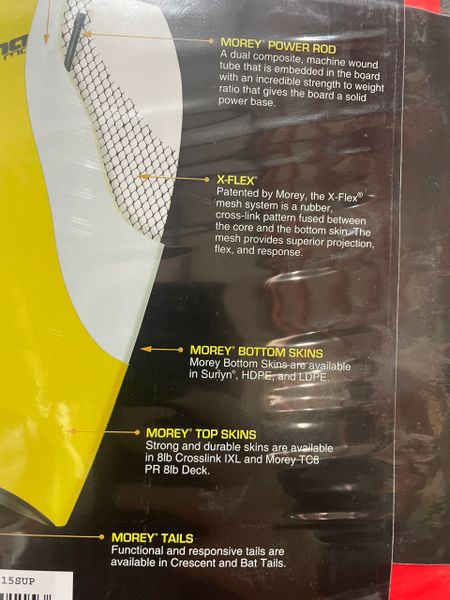 MOREY® POWER ROD
A dual composite, machine wound
tube that is embedded in the board
with an incredible strength to weight
ratio that gives the board a solid
power base.
X-FLEX®
Patented by Morey, the X-Flex®
mesh system is a rubber,
cross-link pattern fused between
the core and the bottom skin. The
mesh provides superior projection,
flex, and response.
MOREY® BOTTOM SKINS
Morey Bottom Skins are available
in Surlyn®, HDPE, and LDPE.
MOREY® TOP SKINS
Strong and durable skins are available
in 8lb Crosslink IXL and Morey TC8
PR 8lb Deck.
MOREY® TAILS
Functional and responsive tails are
available in Crescent and Bat Tails.
15SUP